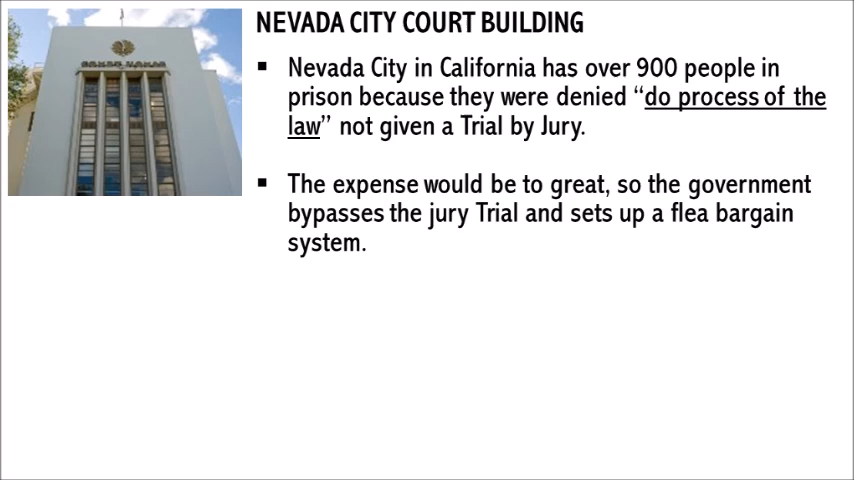 NEVADA CITY COURT BUILDING
▪ Nevada City in California has over 900 people in
prison because they were denied “do process of the
law” not given a Trial by Jury.
▪ The expense would be to great, so the government
bypasses the jury Trial and sets up a flea bargain
system.